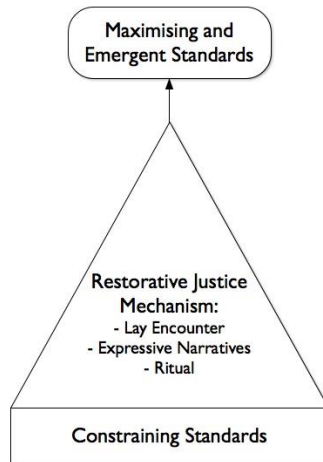 Maximising and
Emergent Standards
Restorative Justice
Mechanism:
- Lay Encounter
- Expressive Narratives
- Ritual
Constraining Standards